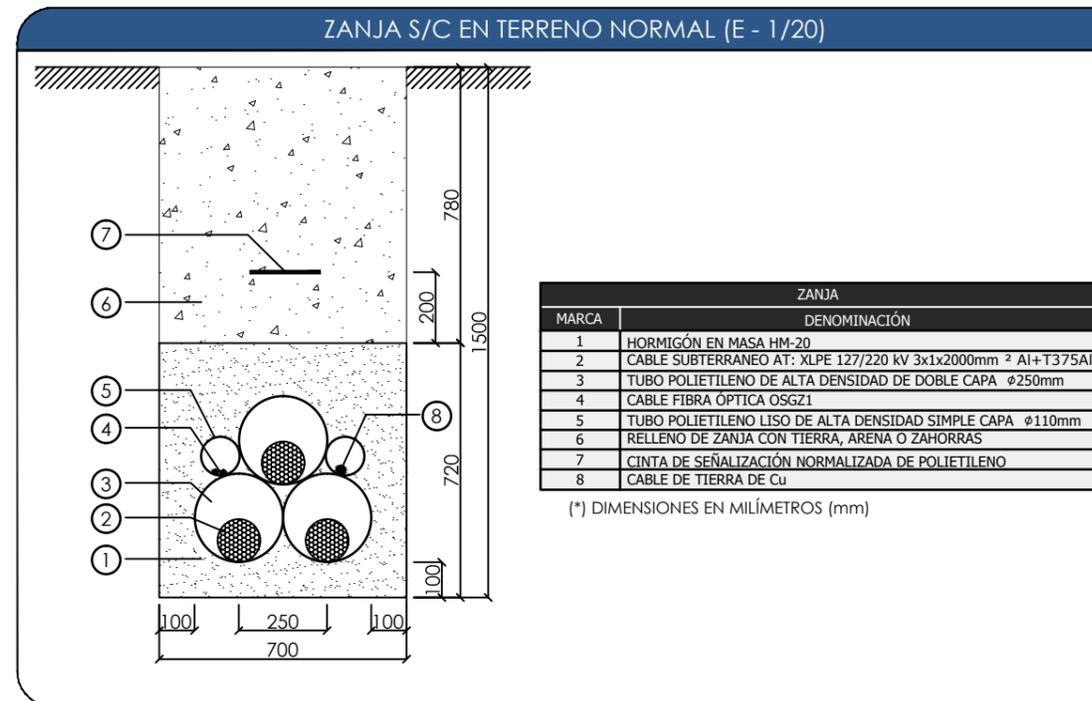 ZANJA S/C EN TERRENO NORMAL (E - 1/20)
780
7
200
6
1500
5
4
8
3
720
2
1
100
100
250
100
700
ZANJA
MARCA DENOMINACIÓN
1 HORMIGÓN EN MASA HM-20
2 CABLE SUBTERRANEO AT: XLPE 127/220 kV 3x1x2000mm ² Al+T375Al
3 TUBO POLIETILENO DE ALTA DENSIDAD DE DOBLE CAPA ϕ250mm
4 CABLE FIBRA ÓPTICA OSGZ1
5 TUBO POLIETILENO LISO DE ALTA DENSIDAD SIMPLE CAPA ϕ110mm
6 RELLENO DE ZANJA CON TIERRA, ARENA O ZAHORRAS
7 CINTA DE SEÑALIZACIÓN NORMALIZADA DE POLIETILENO
8 CABLE DE TIERRA DE Cu
(*) DIMENSIONES EN MILÍMETROS (mm)